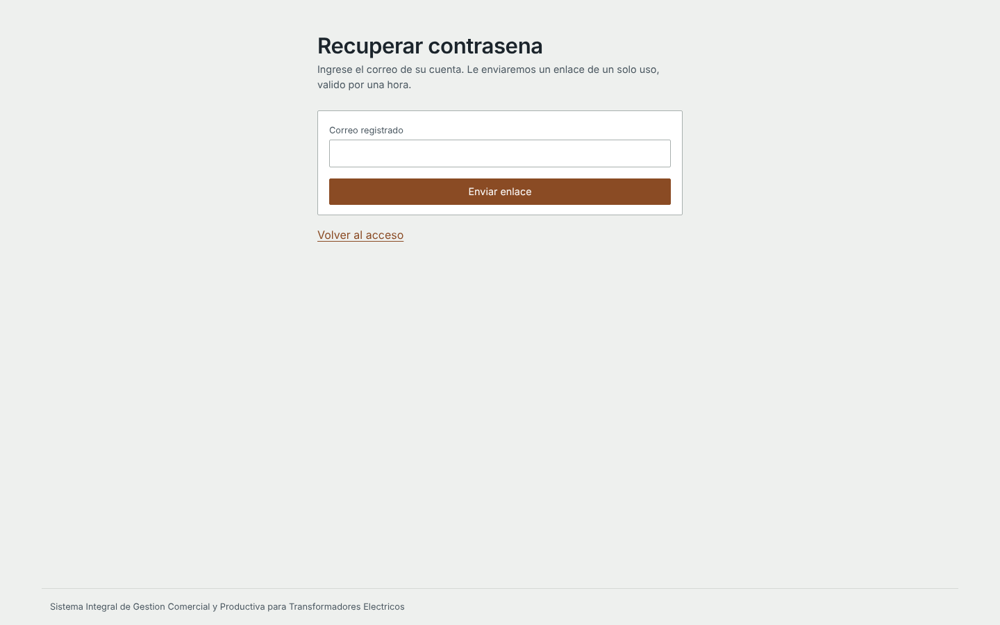 Recuperar contrasena
Ingrese el correo de su cuenta. Le enviaremos un enlace de un solo uso,
valido por una hora.
Correo registrado
Enviar enlace
Volver al acceso
Sistema Integral de Gestion Comercial y Productiva para Transformadores Electricos